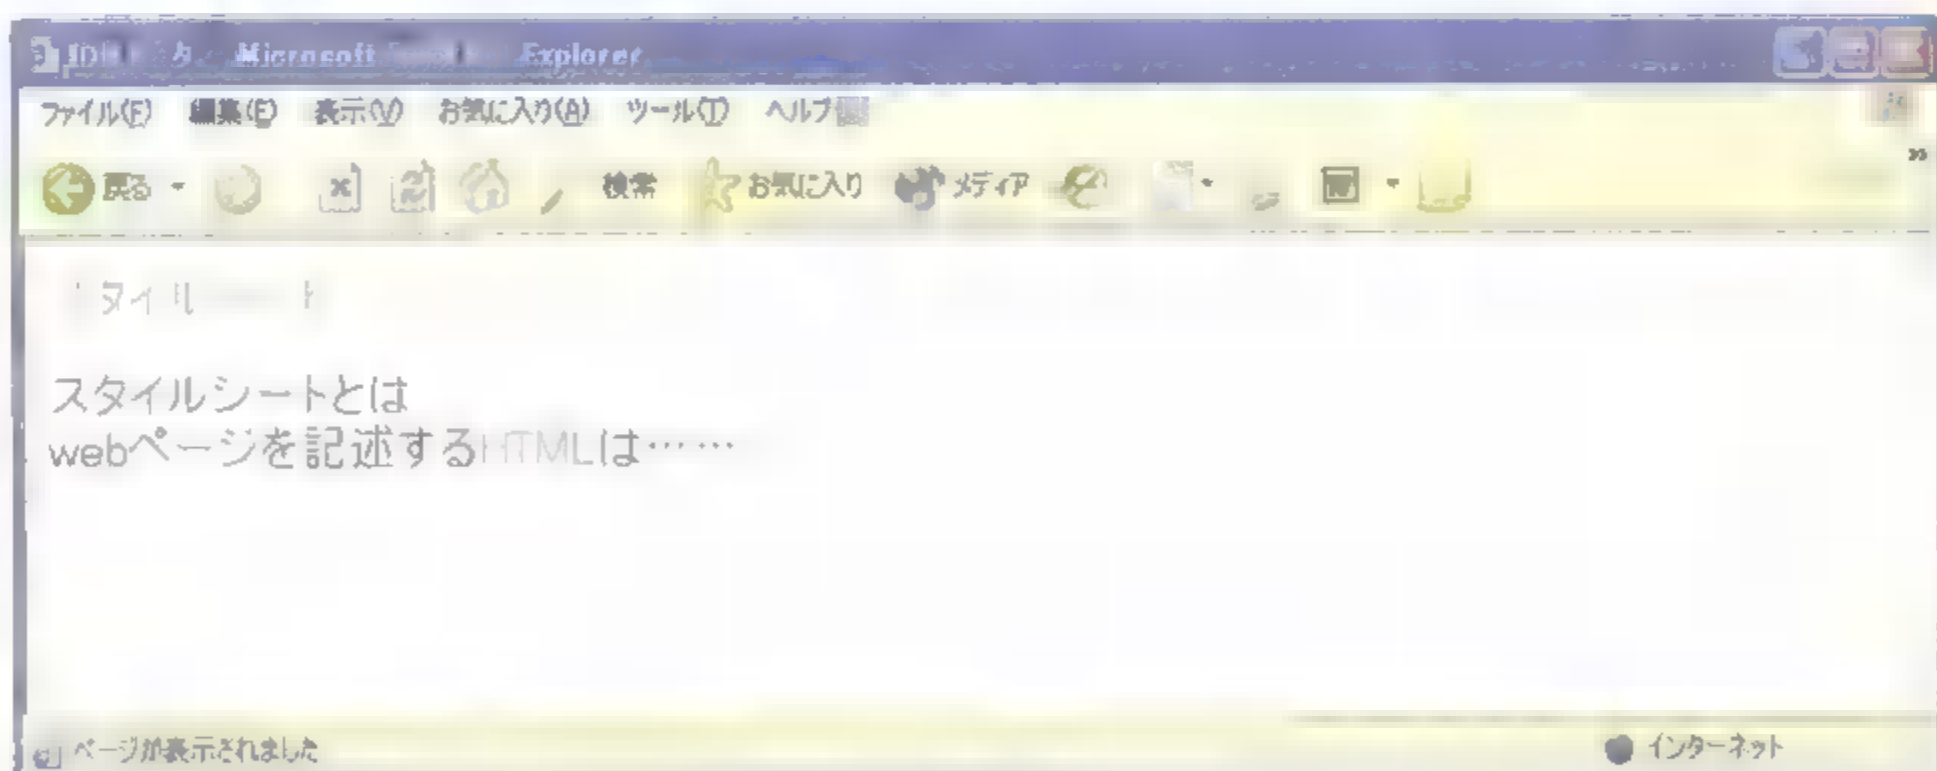 Microsoft Explorer
ファイル(F) 編集(E) 表示(V) お気に入り(A) ツール(T) ヘルプ
戻る 検索 お気に入り メディア »
スタイルシートとは
webページを記述するHTMLは……
ページが表示されました インターネット